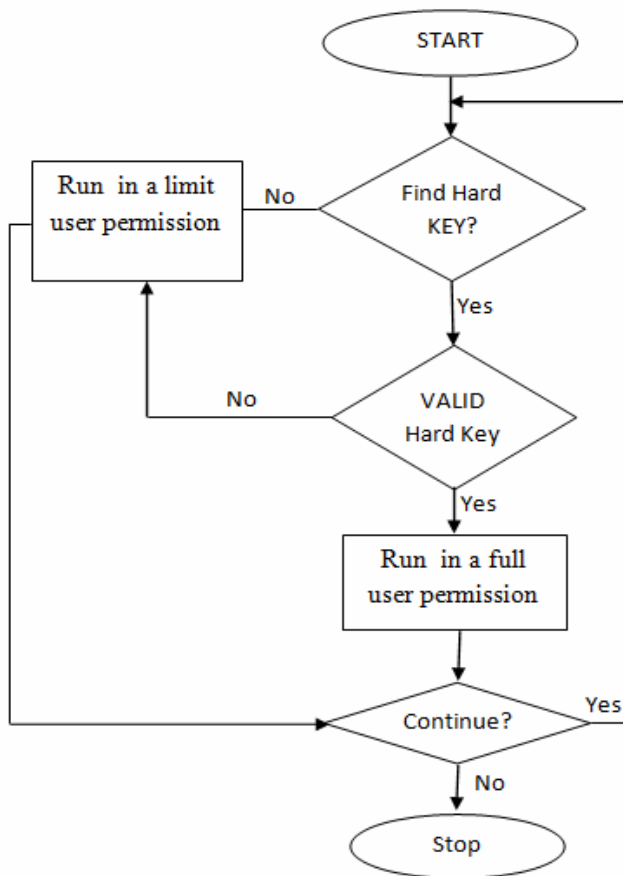 START
Find Hard
KEY?
No
Run in a limit
user permission
Yes
VALID
Hard Key
No
Yes
Run in a full
user permission
Continue?
Yes
No
Stop